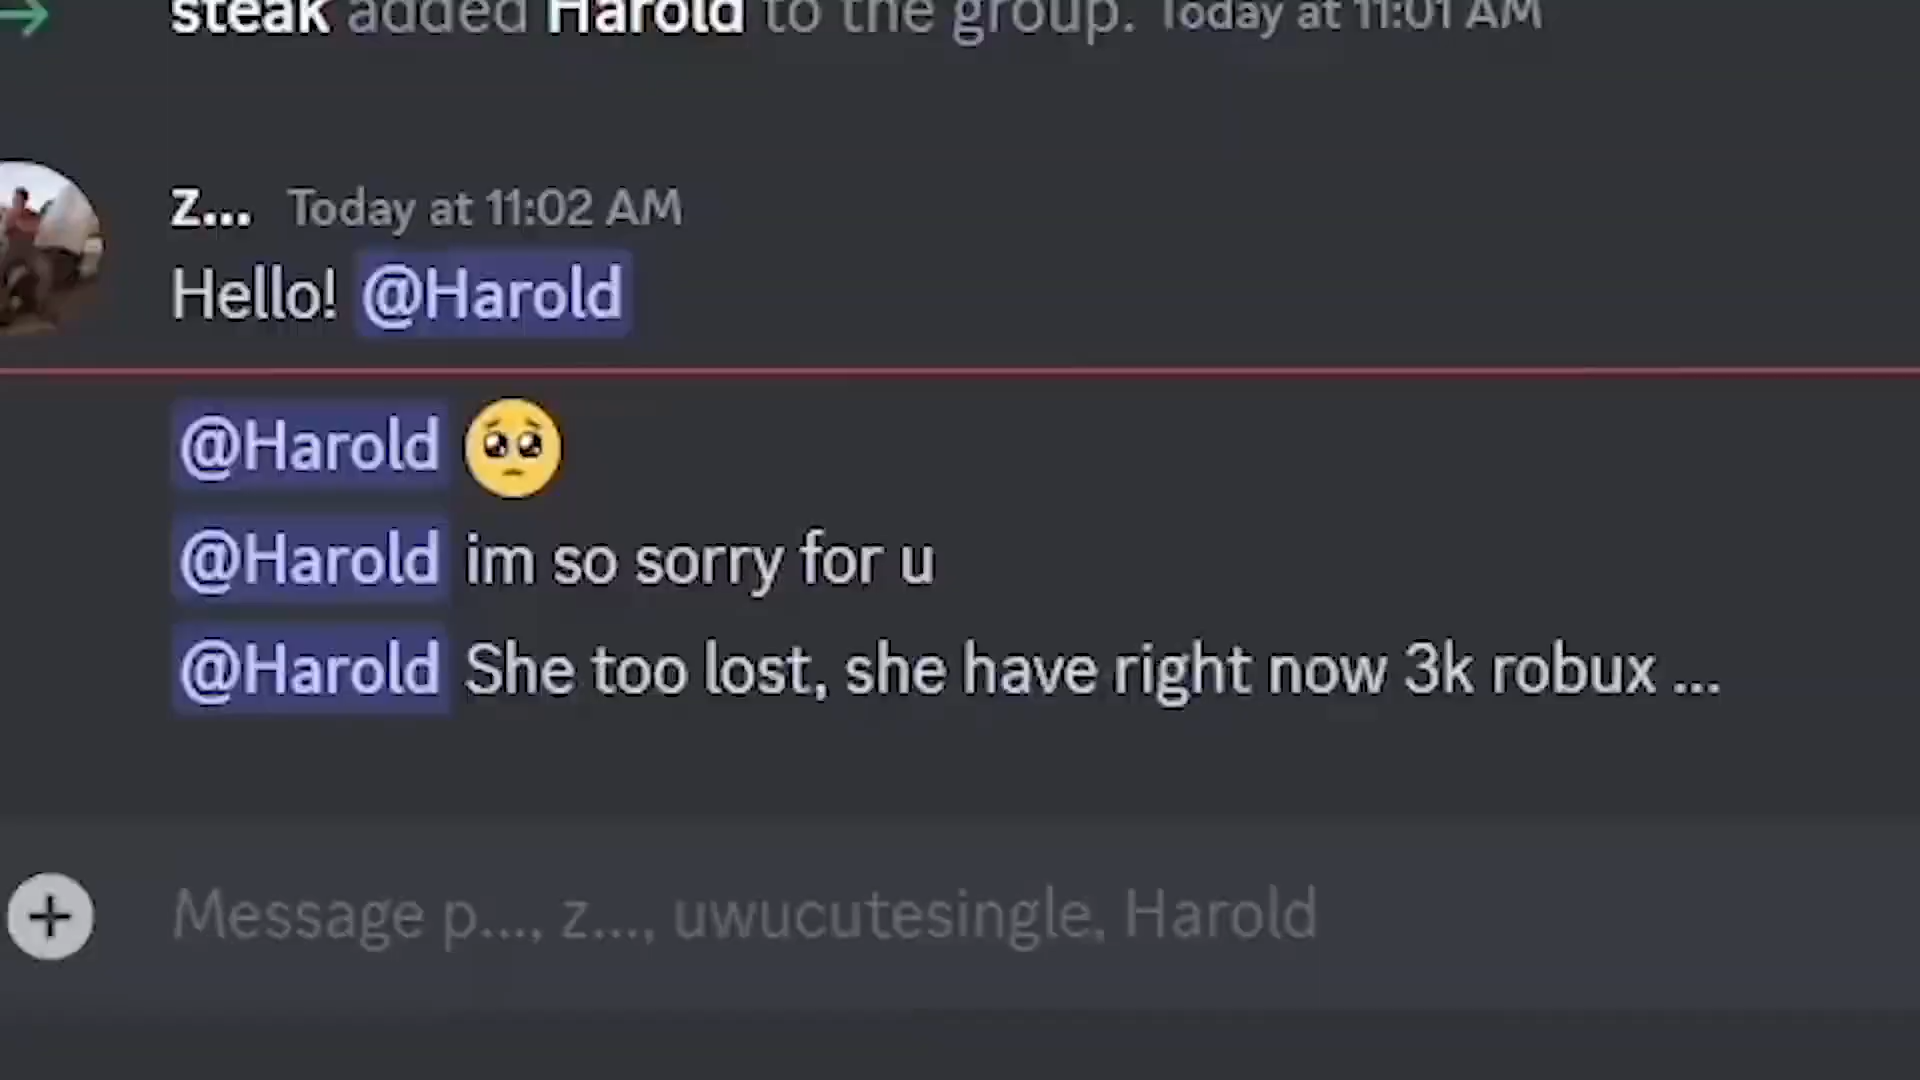 steak added Harold to the group. Today at 11:01 AM
z... Today at 11:02 AM
Hello! @Harold
@Harold 🥺
@Harold im so sorry for u
@Harold She too lost, she have right now 3k robux ...
Message p..., z..., uwucutesingle, Harold